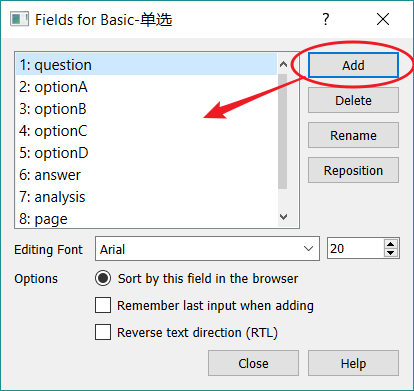 Fields for Basic-单选
1: question
2: optionA
3: optionB
4: optionC
5: optionD
6: answer
7: analysis
8: page
Add
Delete
Rename
Reposition
Editing Font Arial 20
Options Sort by this field in the browser
Remember last input when adding
Reverse text direction (RTL)
Close Help